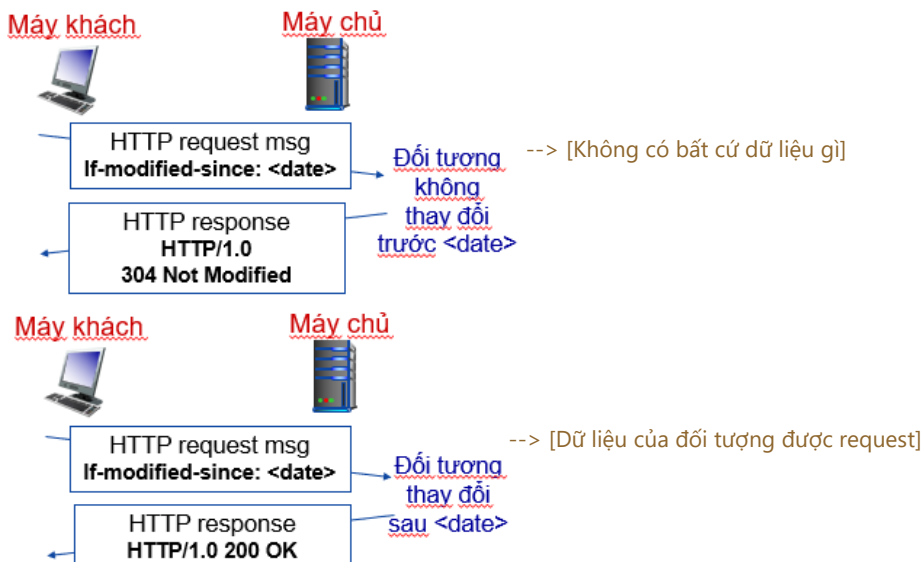 Máy khách
Máy chủ
HTTP request msg
If-modified-since: <date>
Đối tượng
không
thay đổi
trước <date>
--> [Không có bất cứ dữ liệu gì]
HTTP response
HTTP/1.0
304 Not Modified
Máy khách
Máy chủ
HTTP request msg
If-modified-since: <date>
Đối tượng
thay đổi
sau <date>
--> [Dữ liệu của đối tượng được request]
HTTP response
HTTP/1.0 200 OK